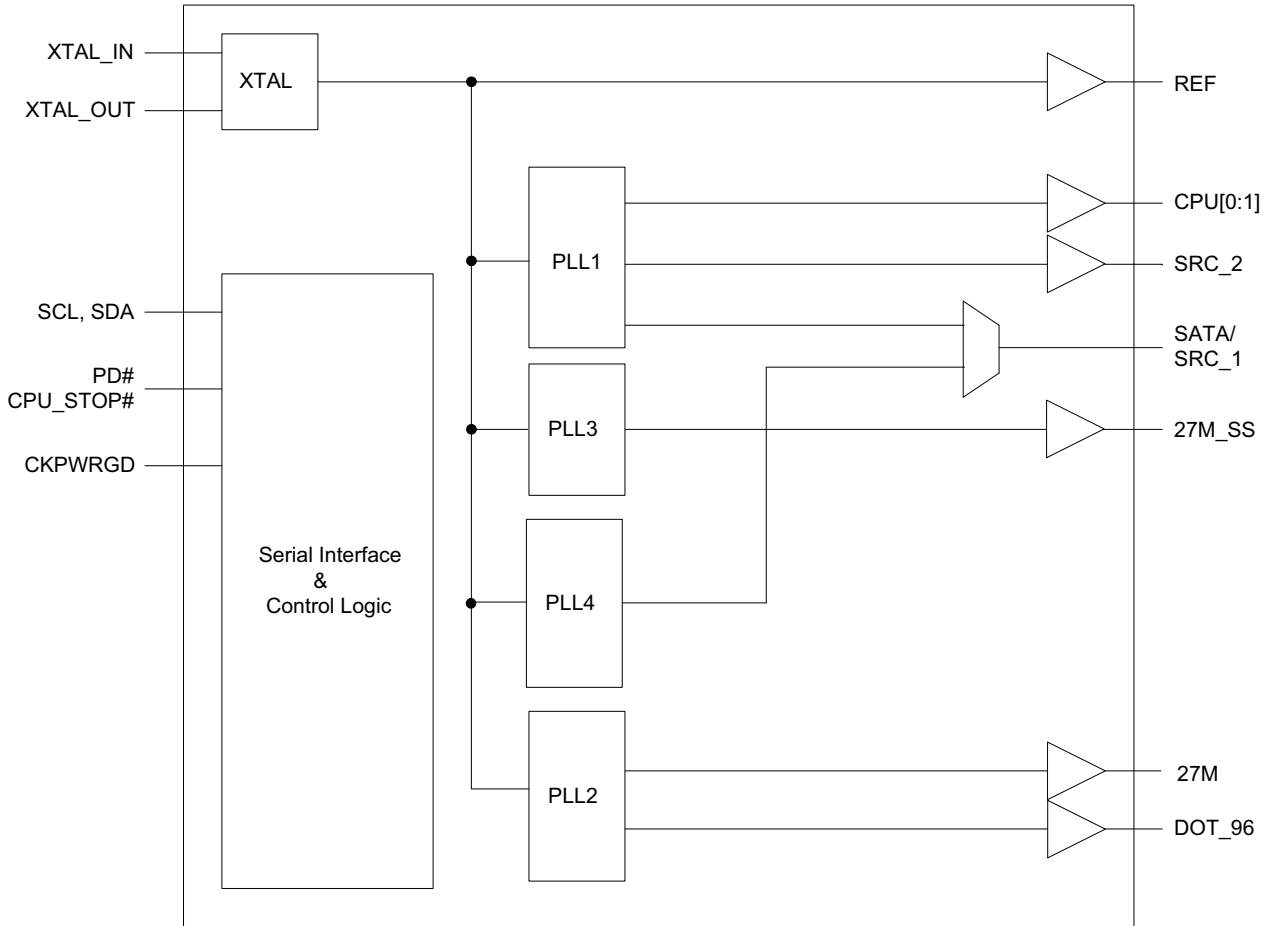 XTAL_IN
XTAL_OUT
XTAL
REF
CPU[0:1]
SRC_2
SATA/
SRC_1
27M_SS
27M
DOT_96
PLL1
PLL3
PLL4
PLL2
SCL, SDA
PD#
CPU_STOP#
CKPWRGD
Serial Interface
&
Control Logic